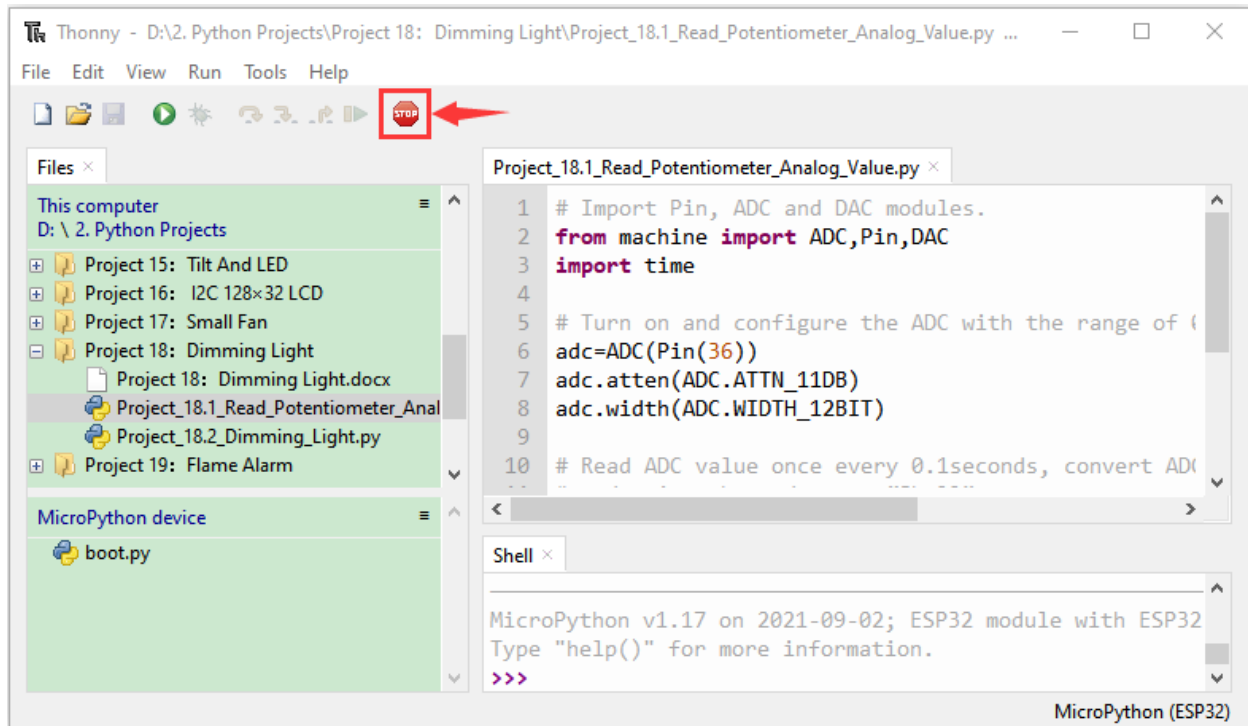 Thonny - D:\2. Python Projects\Project 18: Dimming Light\Project_18.1_Read_Potentiometer_Analog_Value.py ...
File Edit View Run Tools Help
STOP
Files
This computer
D: \ 2. Python Projects
Project 15: Tilt And LED
Project 16: I2C 128×32 LCD
Project 17: Small Fan
Project 18: Dimming Light
Project 18: Dimming Light.docx
Project_18.1_Read_Potentiometer_Anal
Project_18.2_Dimming_Light.py
Project 19: Flame Alarm
MicroPython device
boot.py
Project_18.1_Read_Potentiometer_Analog_Value.py
1 # Import Pin, ADC and DAC modules.
2 from machine import ADC,Pin,DAC
3 import time
4
5 # Turn on and configure the ADC with the range of
6 adc=ADC(Pin(36))
7 adc.atten(ADC.ATTN_11DB)
8 adc.width(ADC.WIDTH_12BIT)
9
10 # Read ADC value once every 0.1seconds, convert ADC
Shell
MicroPython v1.17 on 2021-09-02; ESP32 module with ESP32
Type "help()" for more information.
>>>
MicroPython (ESP32)